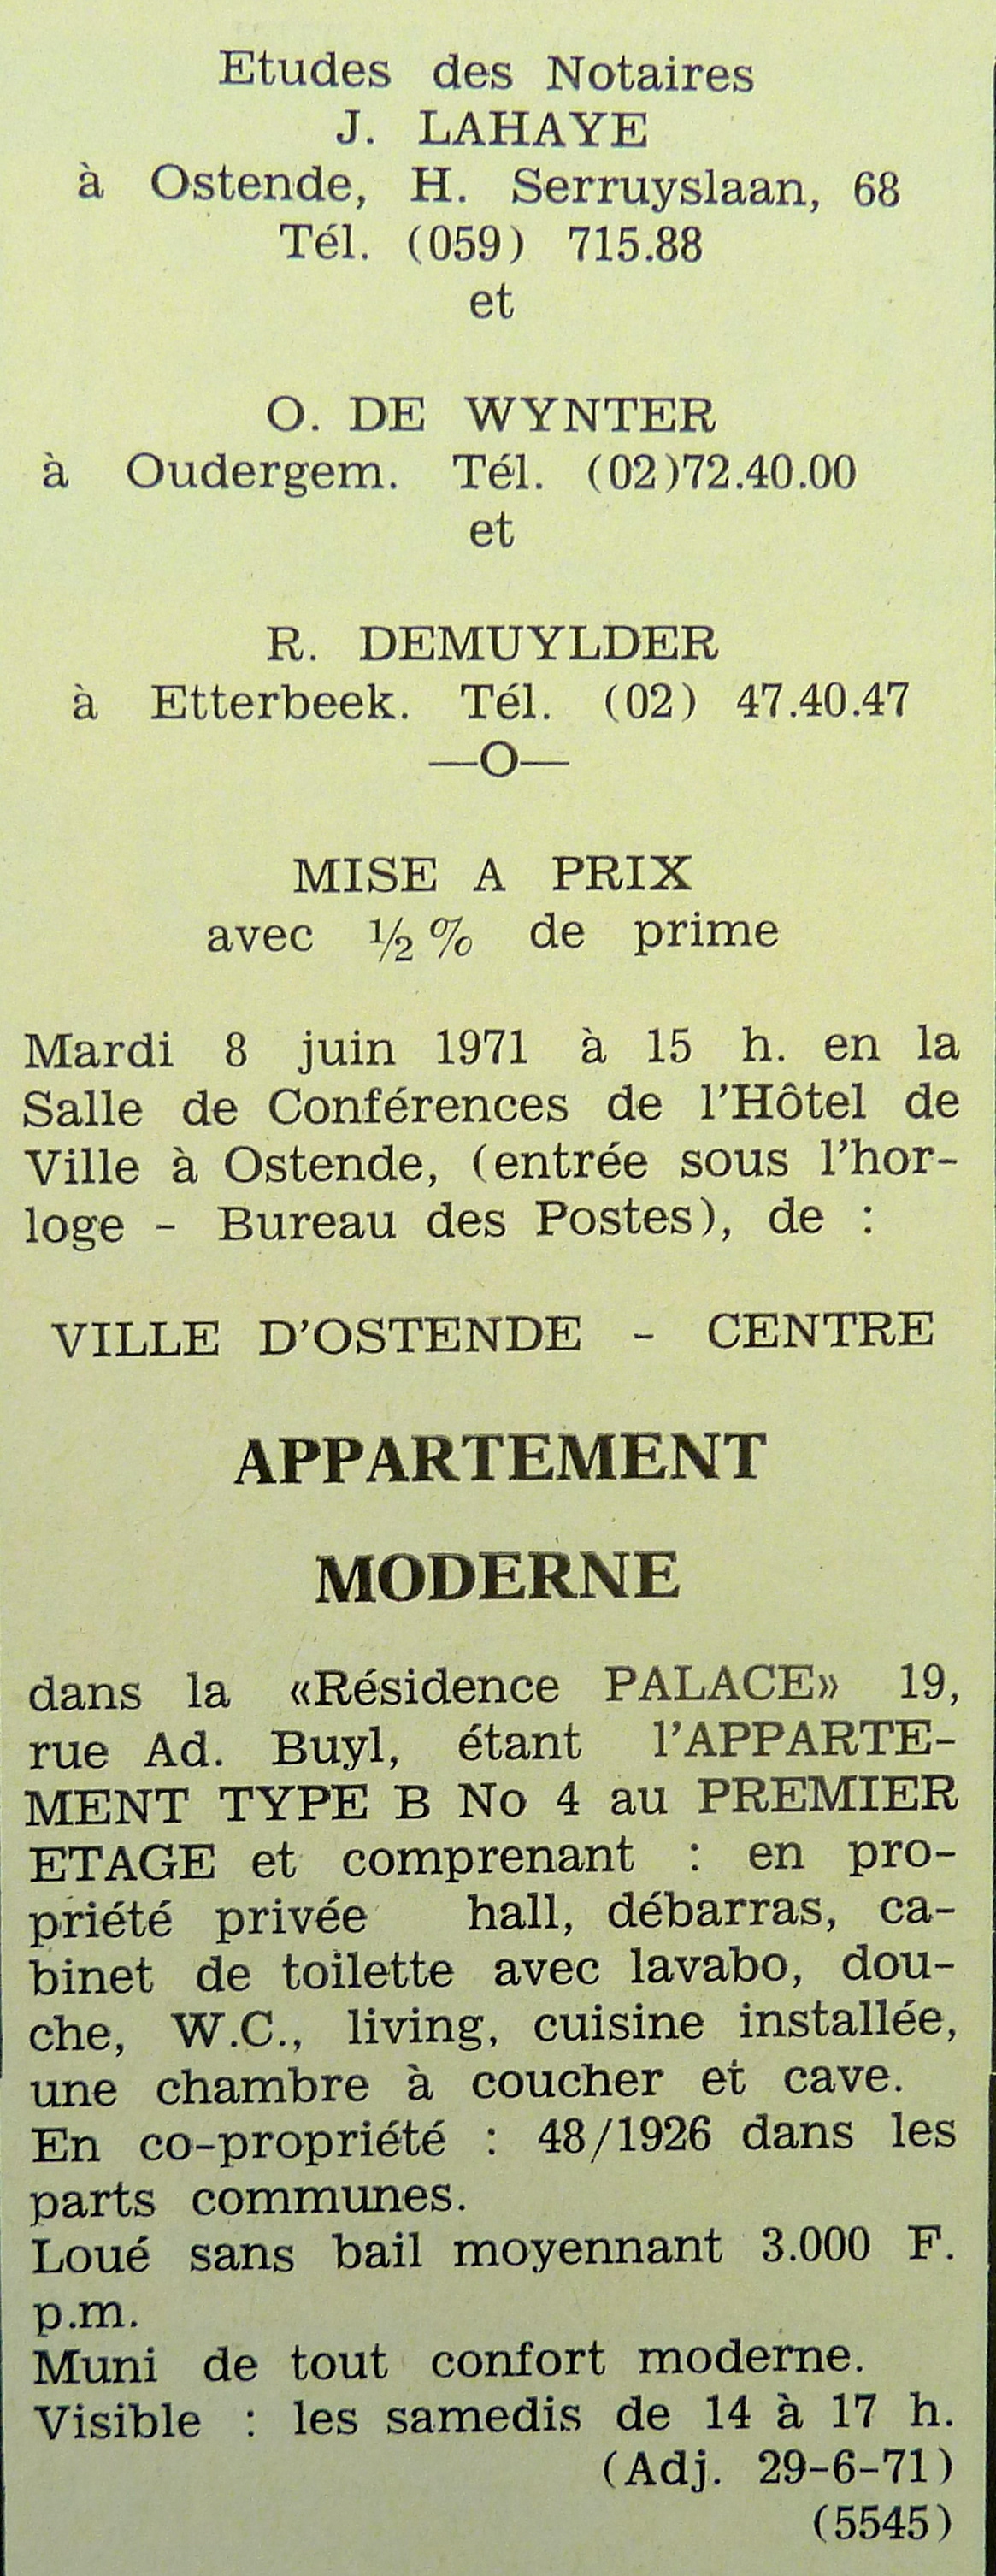 Etudes des Notaires
J. LAHAYE
à Ostende, H. Serruyslaan, 68
Tél. (059) 715.88
et
O. DE WYNTER
à Oudergem. Tél. (02)72.40.00
et
R. DEMUYLDER
à Etterbeek. Tél. (02) 47.40.47
—O—
MISE A PRIX
avec ½ % de prime
Mardi 8 juin 1971 à 15 h. en la
Salle de Conférences de l'Hôtel de
Ville à Ostende, (entrée sous l'hor-
loge - Bureau des Postes), de :
VILLE D'OSTENDE - CENTRE
APPARTEMENT
MODERNE
dans la «Résidence PALACE» 19,
rue Ad. Buyl, étant l'APPARTE-
MENT TYPE B No 4 au PREMIER
ETAGE et comprenant : en pro-
priété privée hall, débarras, ca-
binet de toilette avec lavabo, dou-
che, W.C., living, cuisine installée,
une chambre à coucher et cave.
En co-propriété : 48/1926 dans les
parts communes.
Loué sans bail moyennant 3.000 F.
p.m.
Muni de tout confort moderne.
Visible : les samedis de 14 à 17 h.
(Adj. 29-6-71)
(5545)